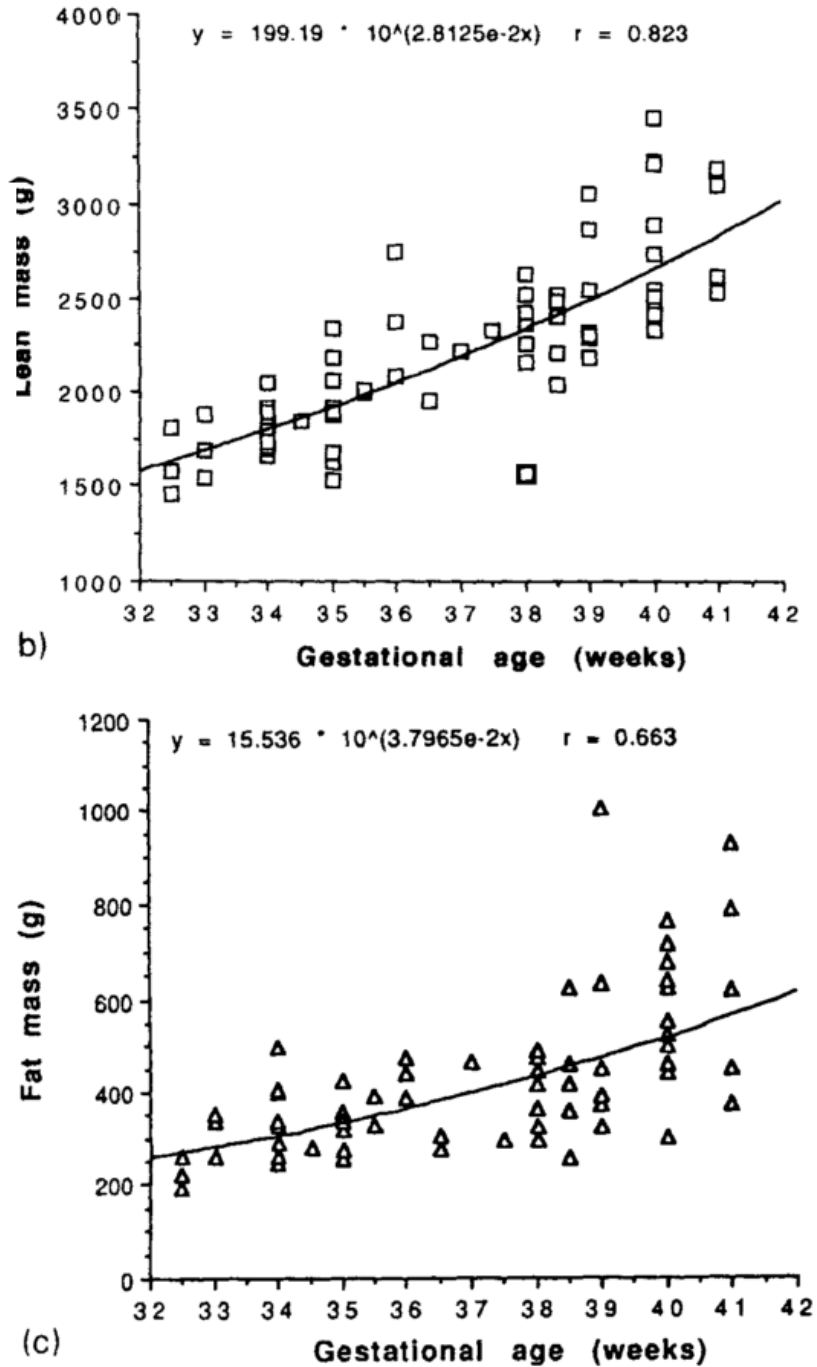 4000
y = 199.19 * 10^(2.8125e-2x) r = 0.823
3500
3000
2500
2000
1500
1000
Lean mass (g)
32 33 34 35 36 37 38 39 40 41 42
b)
Gestational age (weeks)
1200
y = 15.536 * 10^(3.7965e-2x) r = 0.663
1000
800
600
400
200
0
Fat mass (g)
32 33 34 35 36 37 38 39 40 41 42
(c)
Gestational age (weeks)